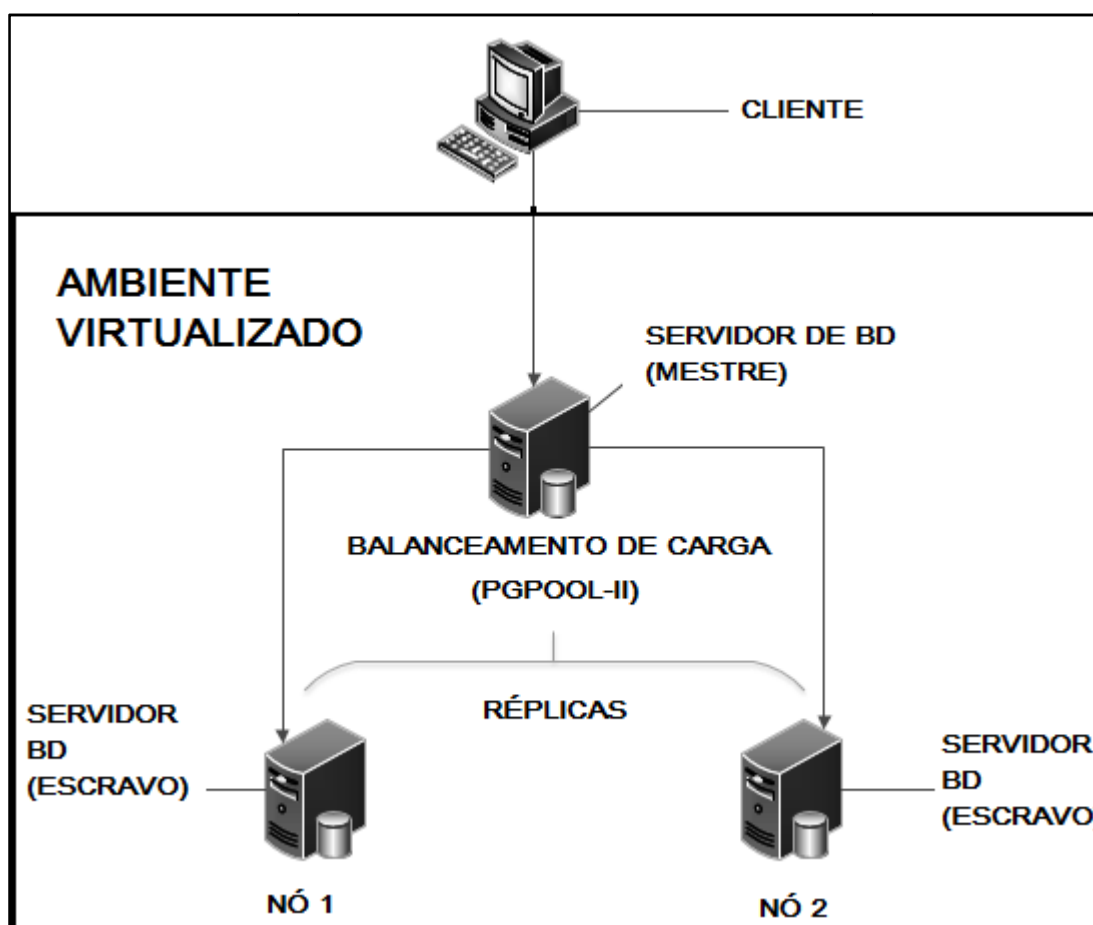 CLIENTE
AMBIENTE
VIRTUALIZADO
SERVIDOR DE BD
(MESTRE)
BALANCEAMENTO DE CARGA
(PGPOOL-II)
RÉPLICAS
SERVIDOR
BD
(ESCRAVO)
SERVIDOR
BD
(ESCRAVO
NÓ 1
NÓ 2